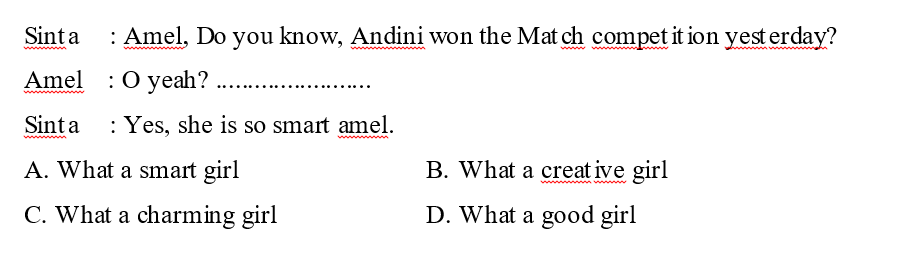 Sinta : Amel, Do you know, Andini won the Match competition yesterday?
Amel : O yeah? .......................
Sinta : Yes, she is so smart amel.
A. What a smart girl B. What a creative girl
C. What a charming girl D. What a good girl